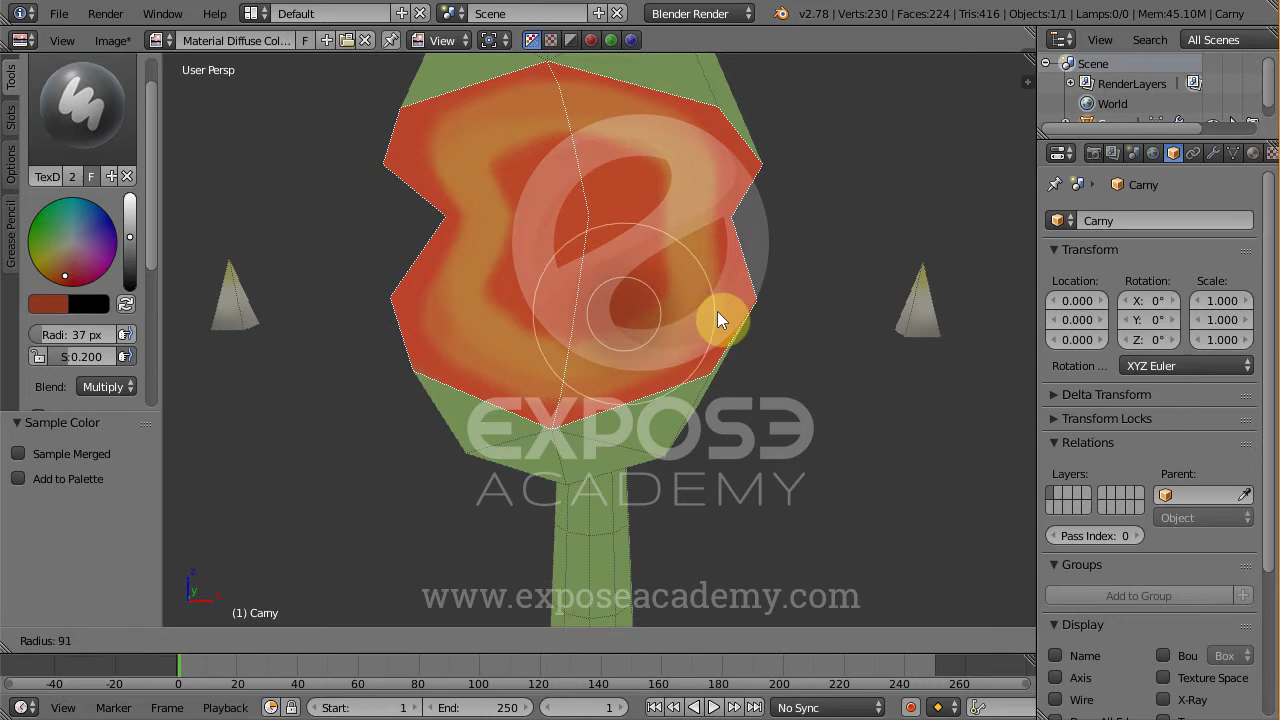 File Render Window Help Default Scene Blender Render v2.78 | Verts:230 | Faces:224 | Tris:416 | Objects:1/1 | Lamps:0/0 | Mem:45.10M | Carny
View Image* Material Diffuse Col... F View View Search All Scenes
Tools
Slots
Options
Grease Pencil
User Persp
Scene
RenderLayers
World
TexD 2 F
Carny
Carny
Transform
Location: Rotation: Scale:
0.000 X: 0° 1.000
0.000 Y: 0° 1.000
0.000 Z: 0° 1.000
Radi: 37 px
S:0.200
Blend: Multiply
Rotation ... XYZ Euler
Delta Transform
Transform Locks
Relations
Sample Color
Sample Merged
Add to Palette
EXPOSE
ACADEMY
www.exposeacademy.com
Layers: Parent:
Object
Pass Index: 0
Groups
Add to Group
Display
z
y
x
(1) Carny
Radius: 91
Name Bou Box
Axis Texture Space
Wire X-Ray
-40 -20 0 20 40 60 80 100 120 140 160 180 200 220 240 260
View Marker Frame Playback Start: 1 End: 250 1 No Sync